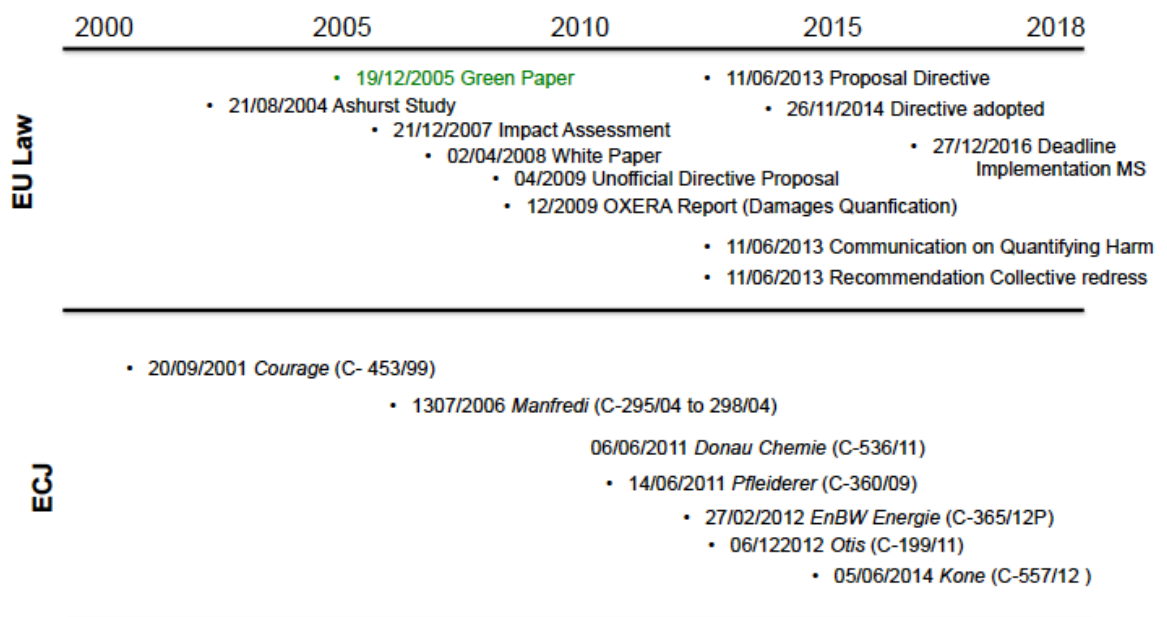 2000 2005 2010 2015 2018
EU Law
• 19/12/2005 Green Paper
• 11/06/2013 Proposal Directive
• 21/08/2004 Ashurst Study
• 26/11/2014 Directive adopted
• 21/12/2007 Impact Assessment
• 27/12/2016 Deadline
Implementation MS
• 02/04/2008 White Paper
• 04/2009 Unofficial Directive Proposal
• 12/2009 OXERA Report (Damages Quanfication)
• 11/06/2013 Communication on Quantifying Harm
• 11/06/2013 Recommendation Collective redress
ECJ
• 20/09/2001 Courage (C- 453/99)
• 1307/2006 Manfredi (C-295/04 to 298/04)
06/06/2011 Donau Chemie (C-536/11)
• 14/06/2011 Pfleiderer (C-360/09)
• 27/02/2012 EnBW Energie (C-365/12P)
• 06/122012 Otis (C-199/11)
• 05/06/2014 Kone (C-557/12 )